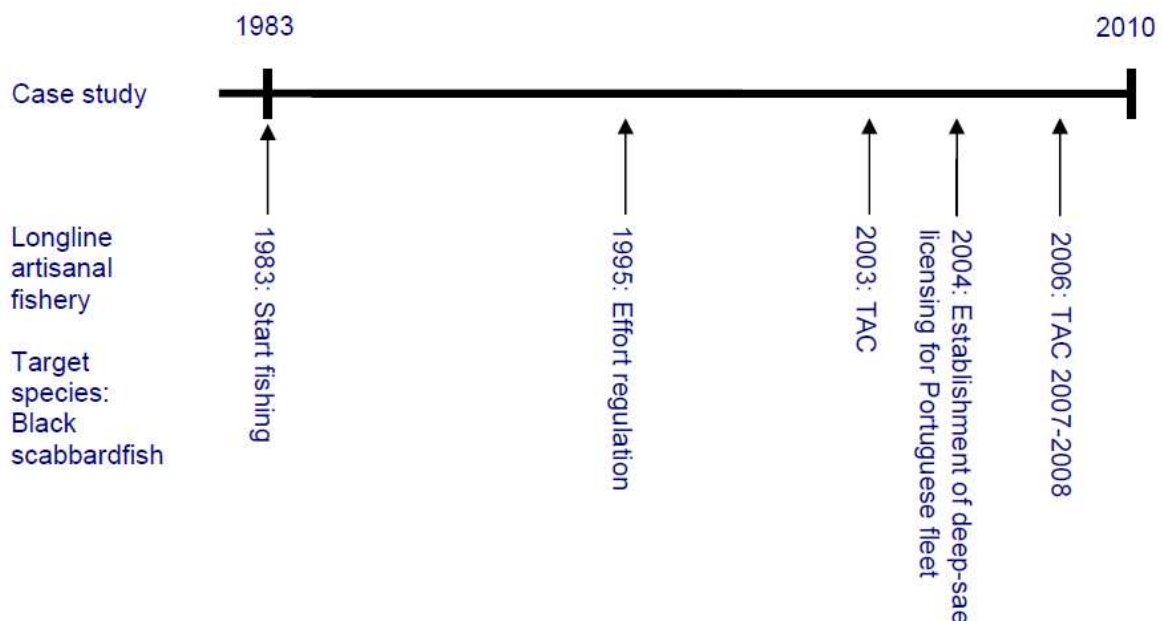 1983
2010
Case study
Longline
artisanal
fishery
Target
species:
Black
scabbardfish
1983: Start fishing
1995: Effort regulation
2003: TAC
2004: Establishment of deep-sae
licensing for Portuguese fleet
2006: TAC 2007-2008